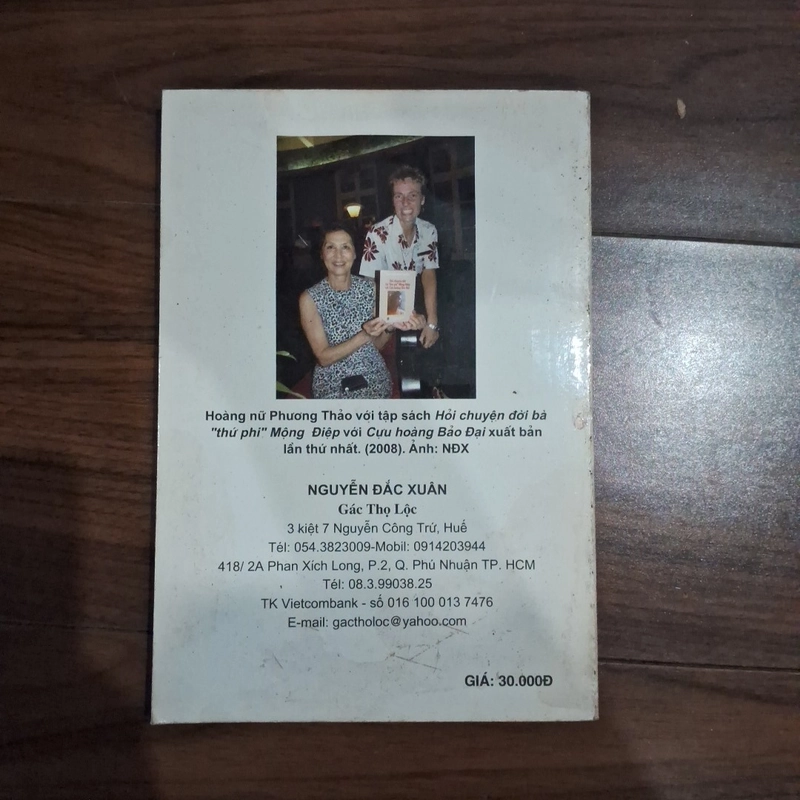 Hoàng nữ Phương Thảo với tập sách Hỏi chuyện đời bà
"thứ phi" Mộng Điệp với Cựu hoàng Bảo Đại xuất bản
lần thứ nhất. (2008). Ảnh: NĐX
NGUYỄN ĐẮC XUÂN
Gác Thọ Lộc
3 kiệt 7 Nguyễn Công Trứ, Huế
Tél: 054.3823009-Mobil: 0914203944
418/ 2A Phan Xích Long, P.2, Q. Phú Nhuận TP. HCM
Tél: 08.3.99038.25
TK Vietcombank - số 016 100 013 7476
E-mail: gactholoc@yahoo.com
GIÁ: 30.000Đ